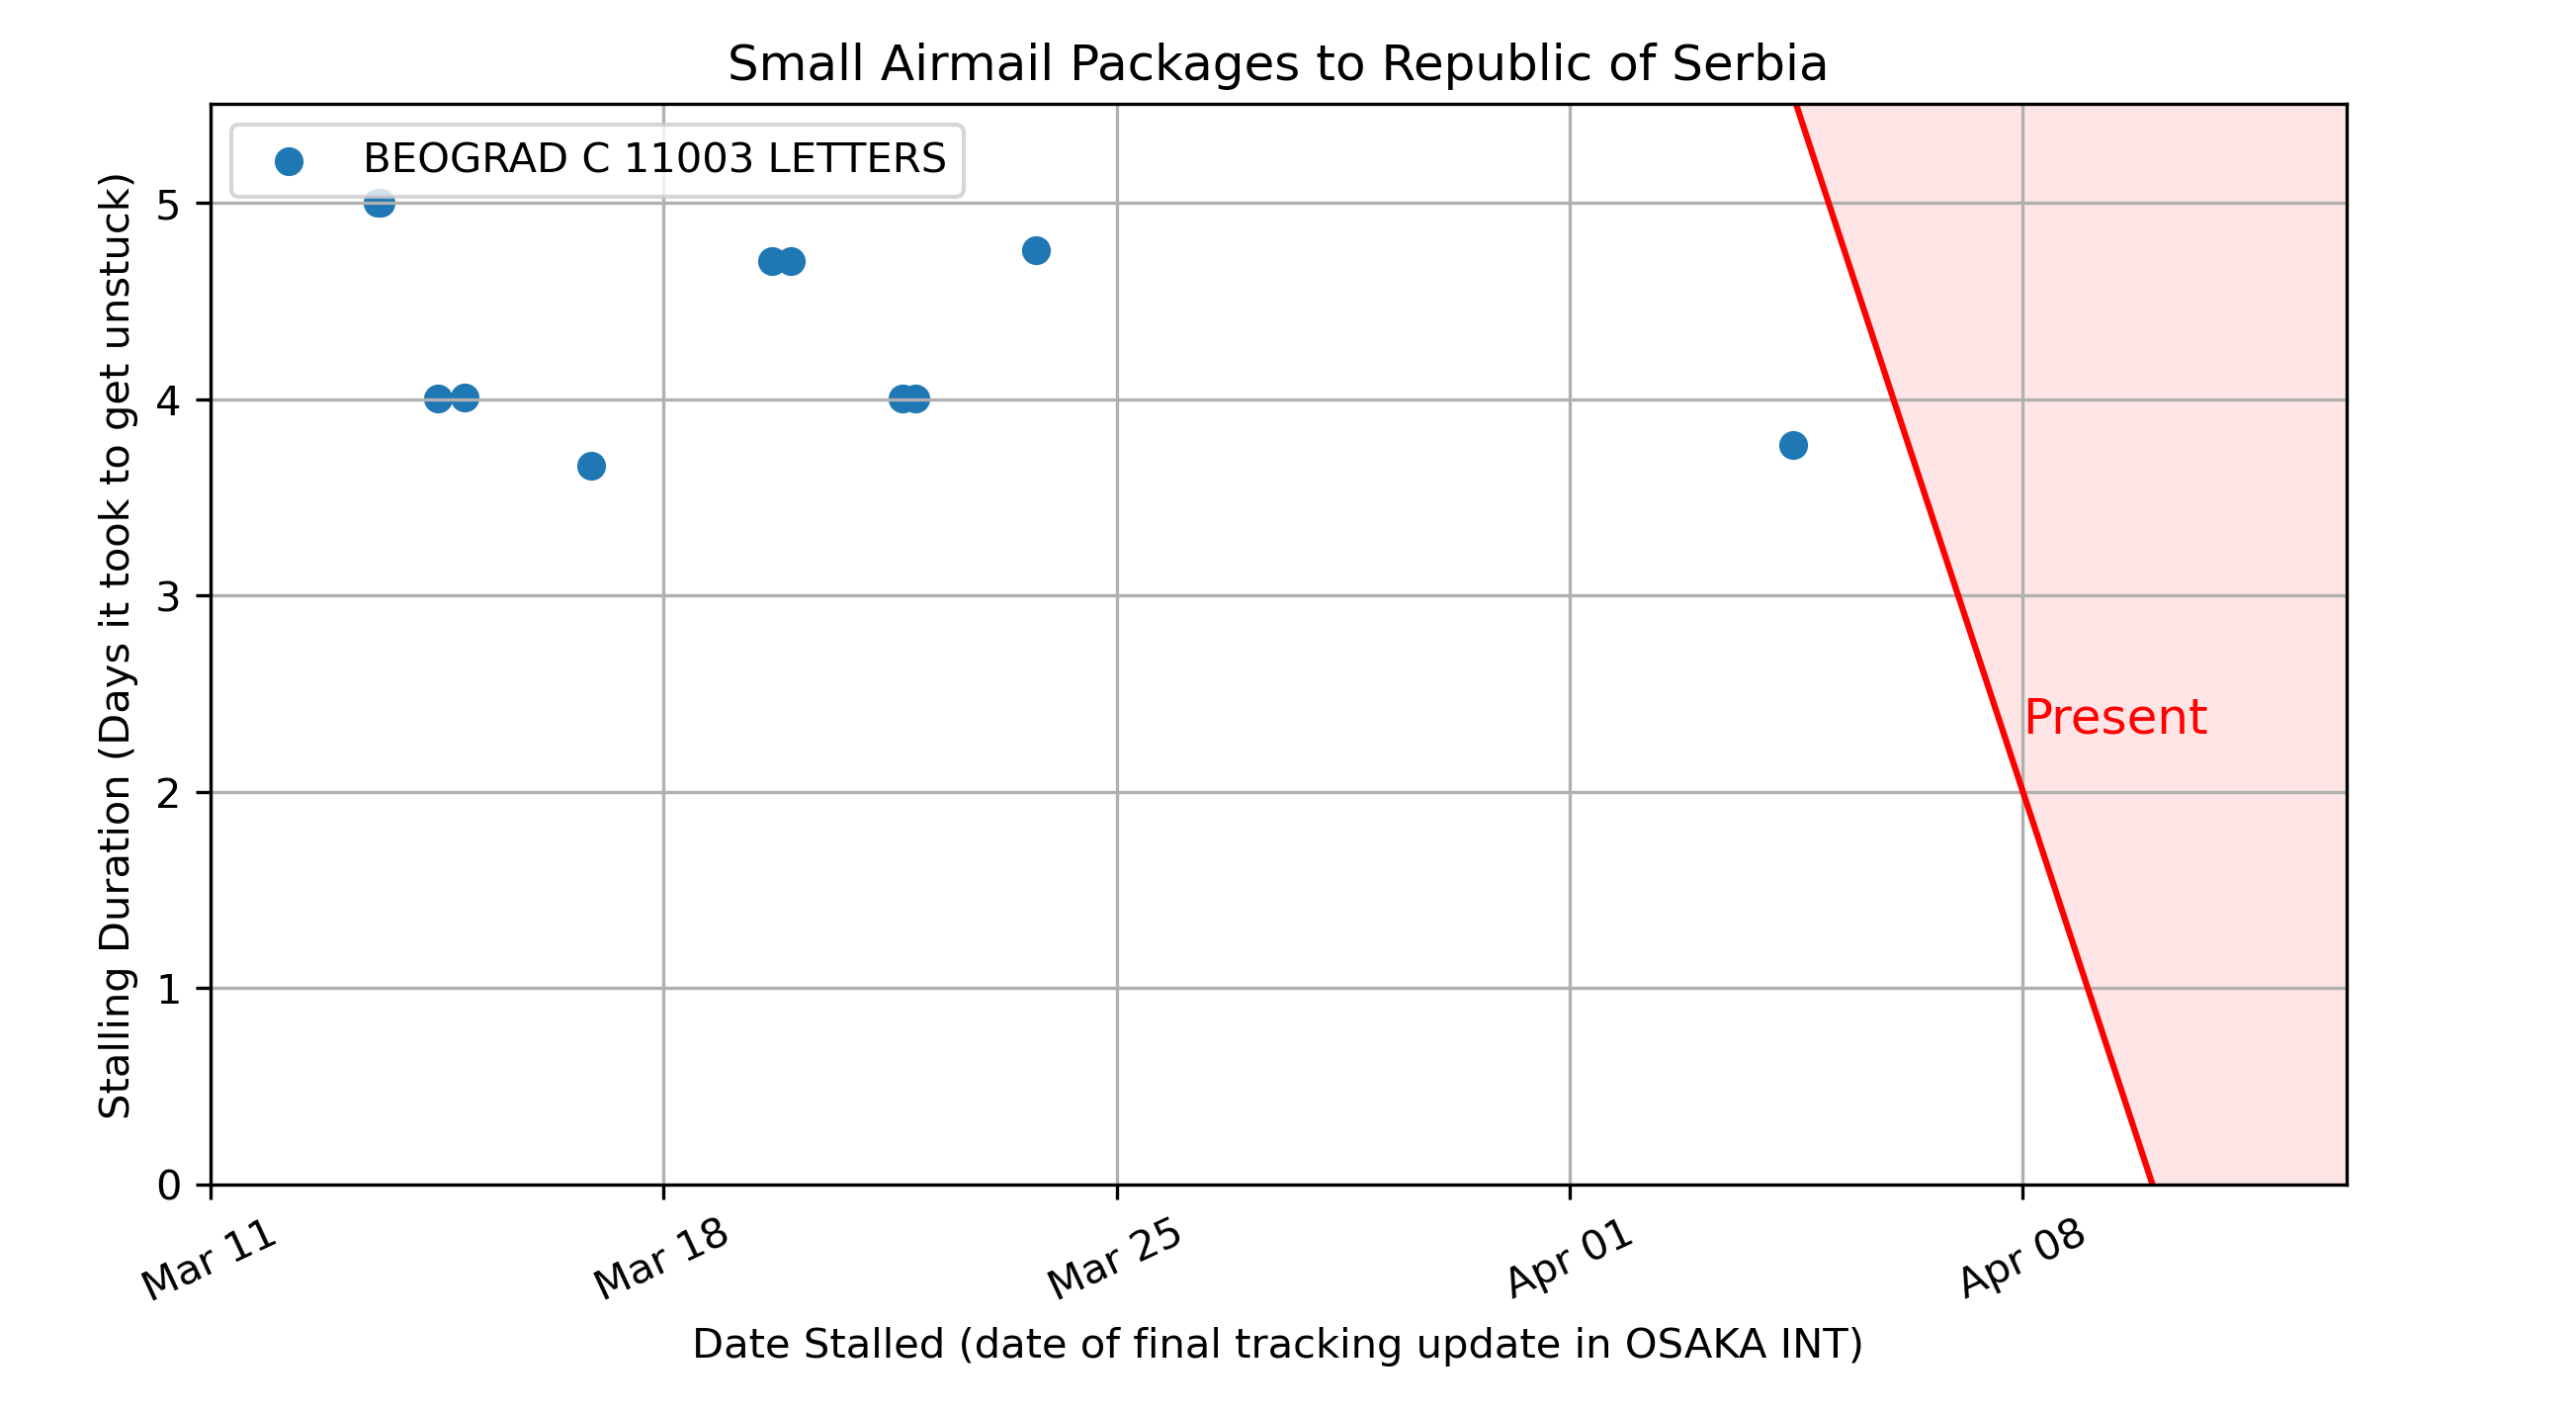 Small Airmail Packages to Republic of Serbia
BEOGRAD C 11003 LETTERS
Stalling Duration (Days it took to get unstuck)
5
4
3
2
1
0
Present
Mar 11
Mar 18
Mar 25
Apr 01
Apr 08
Date Stalled (date of final tracking update in OSAKA INT)